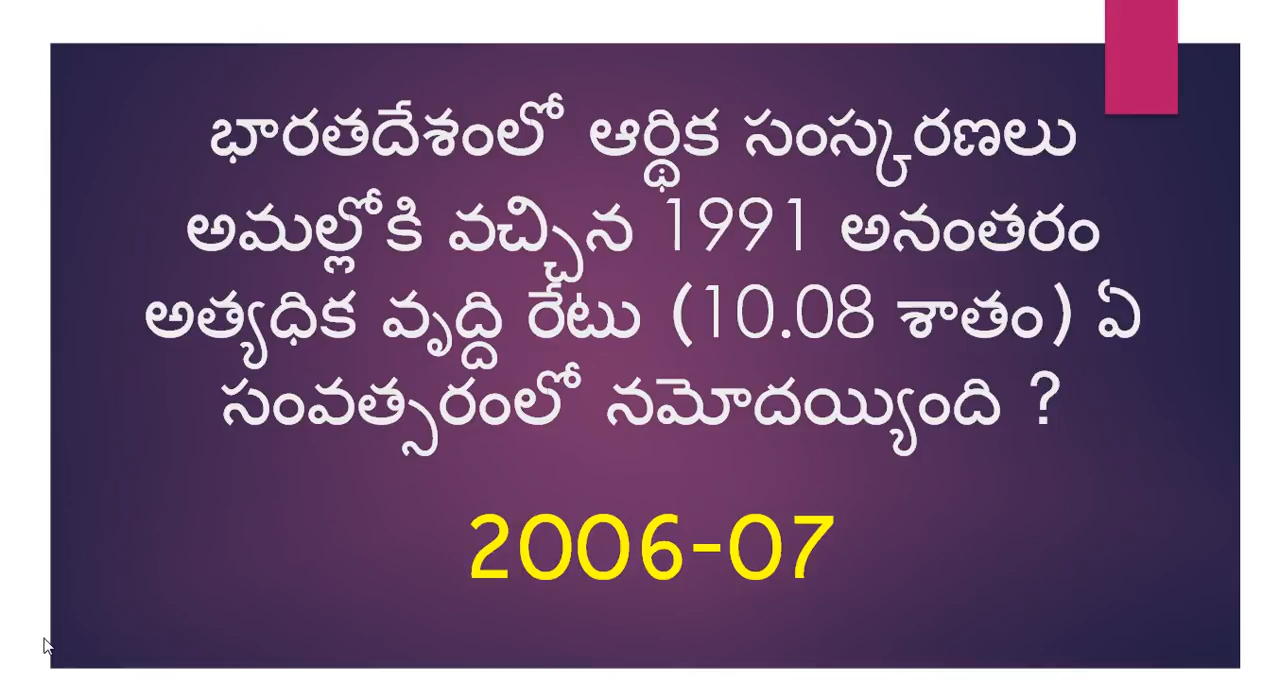 భారతదేశంలో ఆర్థిక సంస్కరణలు
అమల్లోకి వచ్చిన 1991 అనంతరం
అత్యధిక వృద్ది రేటు (10.08 శాతం) ఏ
సంవత్సరంలో నమోదయ్యింది ?
2006-07